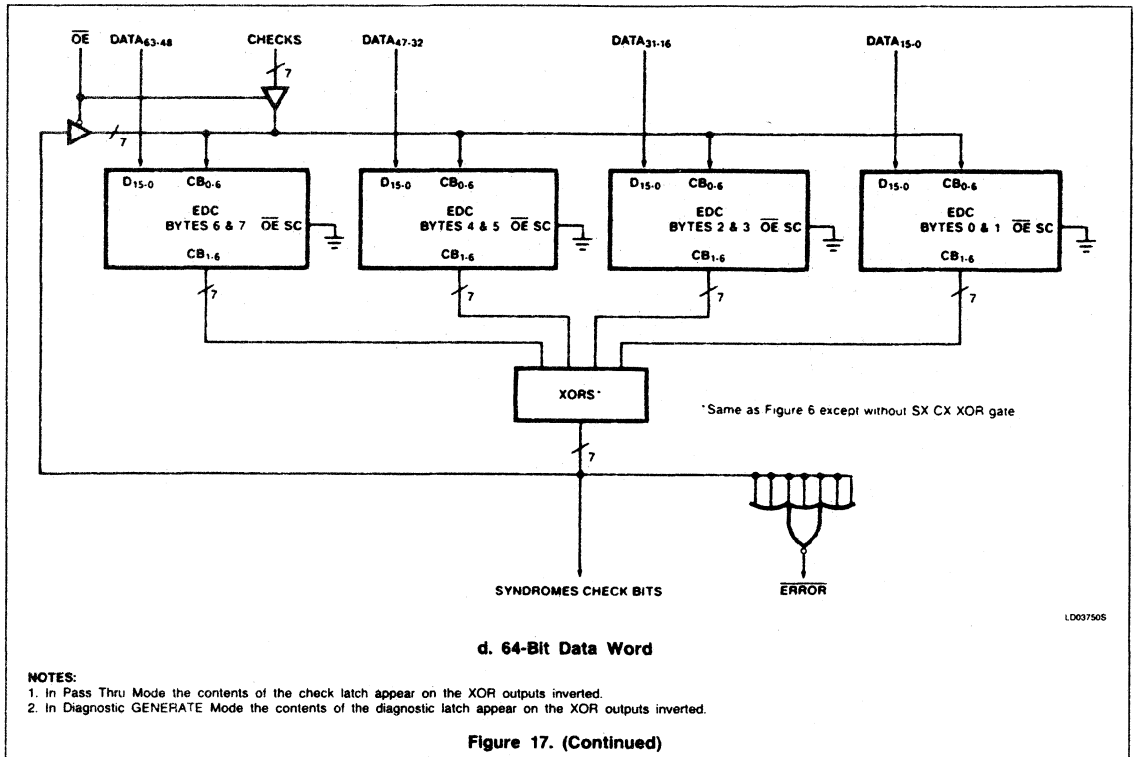 OE DATA63-48 CHECKS DATA47-32 DATA31-16 DATA15-0
7
7
D15-0 CB0-6 D15-0 CB0-6 D15-0 CB0-6 D15-0 CB0-6
EDC EDC EDC EDC
BYTES 6 & 7 OE SC BYTES 4 & 5 OE SC BYTES 2 & 3 OE SC BYTES 0 & 1 OE SC
CB1-6 CB1-6 CB1-6 CB1-6
7 7 7 7
XORS*
*Same as Figure 6 except without SX CX XOR gate
7
SYNDROMES CHECK BITS ERROR
LD03750S
d. 64-Bit Data Word
NOTES:
1. In Pass Thru Mode the contents of the check latch appear on the XOR outputs inverted.
2. In Diagnostic GENERATE Mode the contents of the diagnostic latch appear on the XOR outputs inverted.
Figure 17. (Continued)